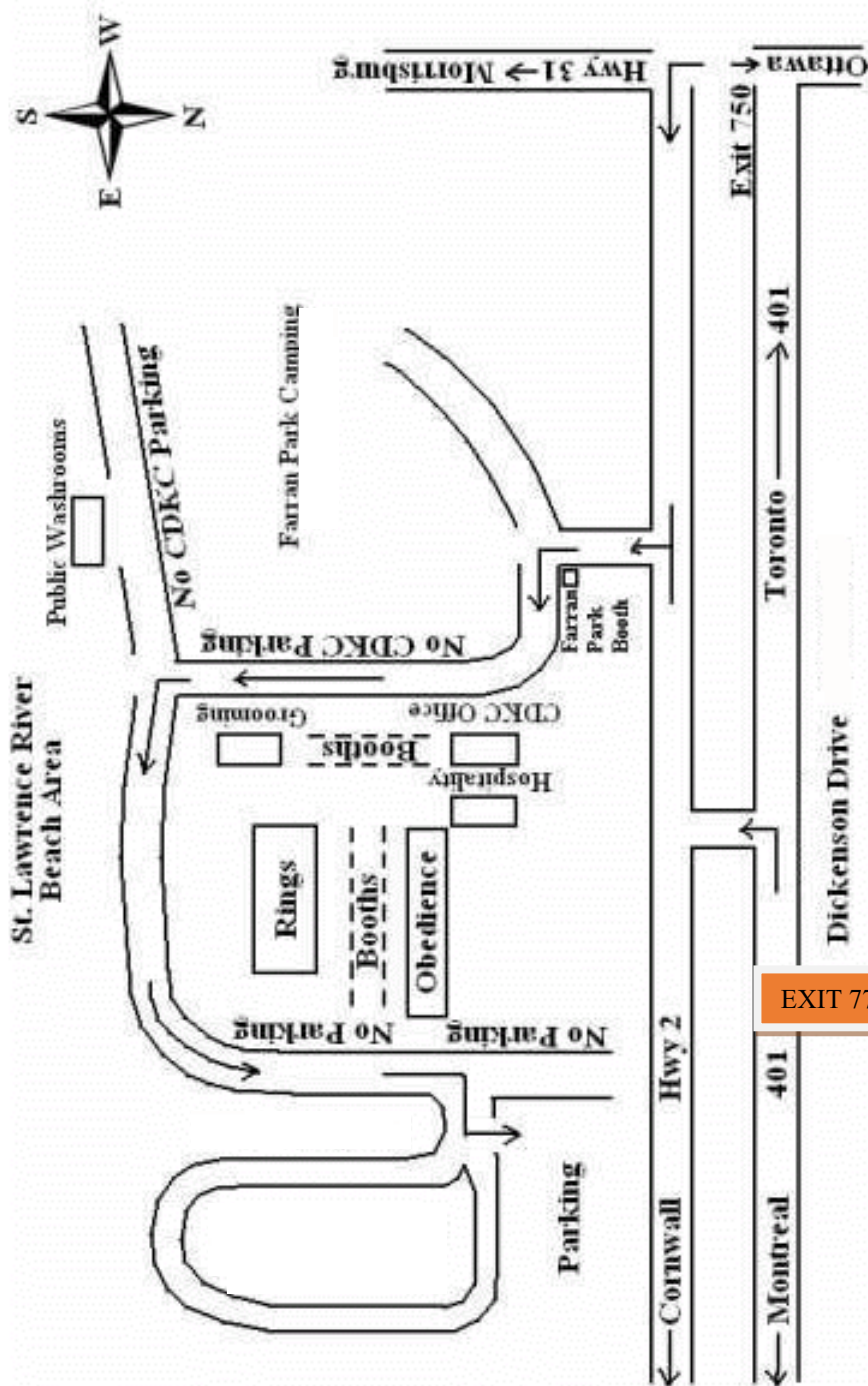 S
W
N
E
St. Lawrence River
Beach Area
Public Washrooms
No CDKC Parking
Farran Park Camping
No CDKC Parking
Grooming
Booths
CDKC Office
Hospitality
Farran
Park
Booth
Rings
Booths
Obedience
No Parking
No Parking
Parking
Hwy 31 → Morrisburg
Ottawa
Exit 750
Cornwall
Hwy 2
Montreal
401
Toronto → 401
Dickenson Drive